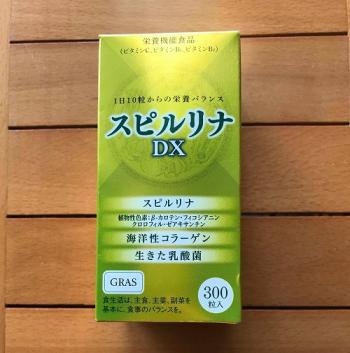 栄養機能食品
(ビタミンC、ビタミンB₁、ビタミンB₂)
1日10粒からの栄養バランス
スピルリナ
DX
スピルリナ
植物性色素:β-カロテン・フィコシアニン
クロロフィル・ゼアキサンチン
海洋性コラーゲン
生きた乳酸菌
GRAS
300
粒入
食生活は、主食、主菜、副菜を
基本に、食事のバランスを。